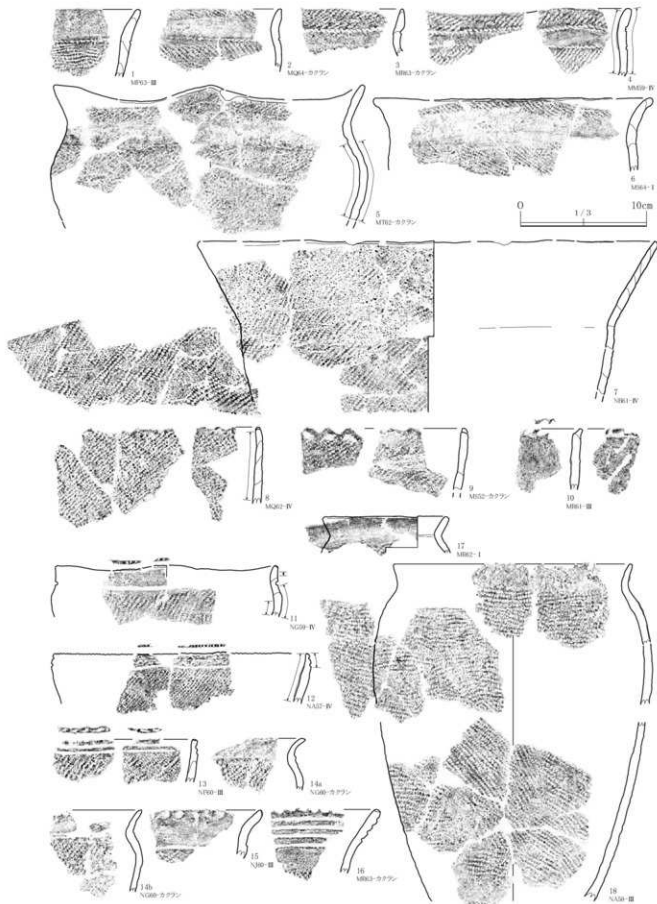 1
MP63-Ⅲ
2
MQ64-カクラン
3
MR63-カクラン
4
MM59-Ⅳ
5
MT62-カクラン
6
MS64-Ⅰ
0 1/3 10cm
7
NB61-Ⅳ
8
MQ62-Ⅳ
9
MS52-カクラン
10
MR61-Ⅲ
17
MR62-Ⅰ
11
NG59-Ⅳ
12
NA57-Ⅳ
13
NF60-Ⅲ
14a
NG60-カクラン
14b
NG60-カクラン
15
NJ60-Ⅲ
16
MR63-カクラン
18
NA50-Ⅲ